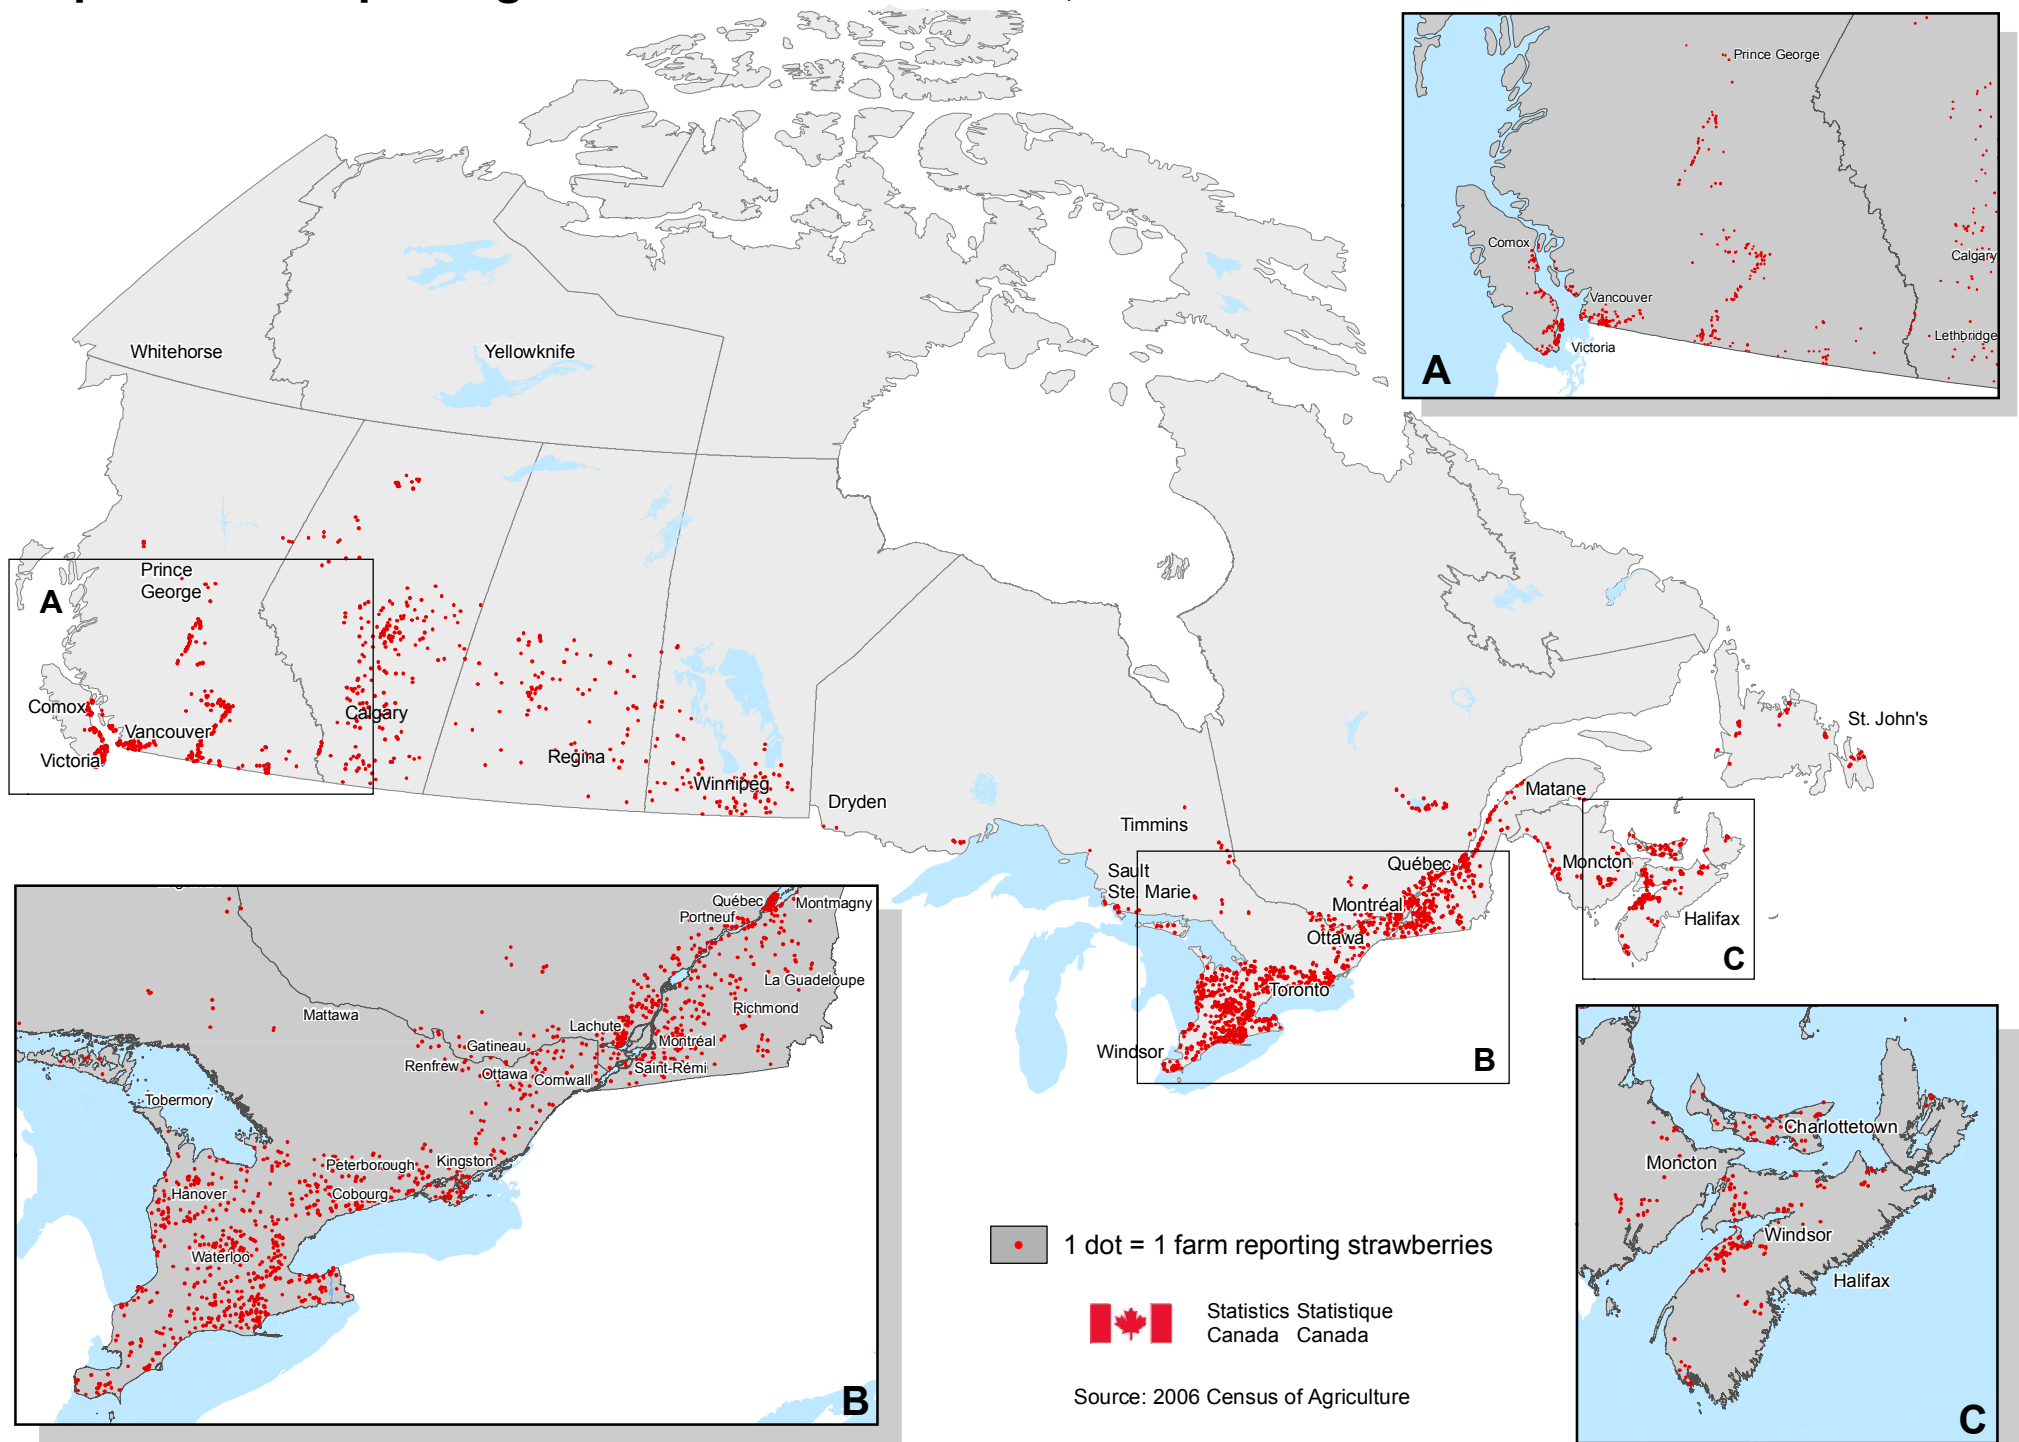 Prince George
Comox
Vancouver
Victoria
Calgary
Lethbridge
A
Whitehorse
Yellowknife
Prince
George
A
Comox
Vancouver
Victoria
Calgary
Regina
Winnipeg
Dryden
Timmins
Sault
Ste. Marie
Québec
Montréal
Ottawa
Toronto
Windsor
B
Matane
Moncton
Halifax
C
St. John's
Québec
Montmagny
Portneuf
La Guadeloupe
Richmond
Mattawa
Lachute
Gatineau
Montréal
Renfrew
Ottawa
Cornwall
Saint-Rémi
Tobermory
Peterborough
Kingston
Hanover
Cobourg
Waterloo
B
Charlottetown
Moncton
Windsor
Halifax
C
1 dot = 1 farm reporting strawberries
Statistics Statistique
Canada Canada
Source: 2006 Census of Agriculture